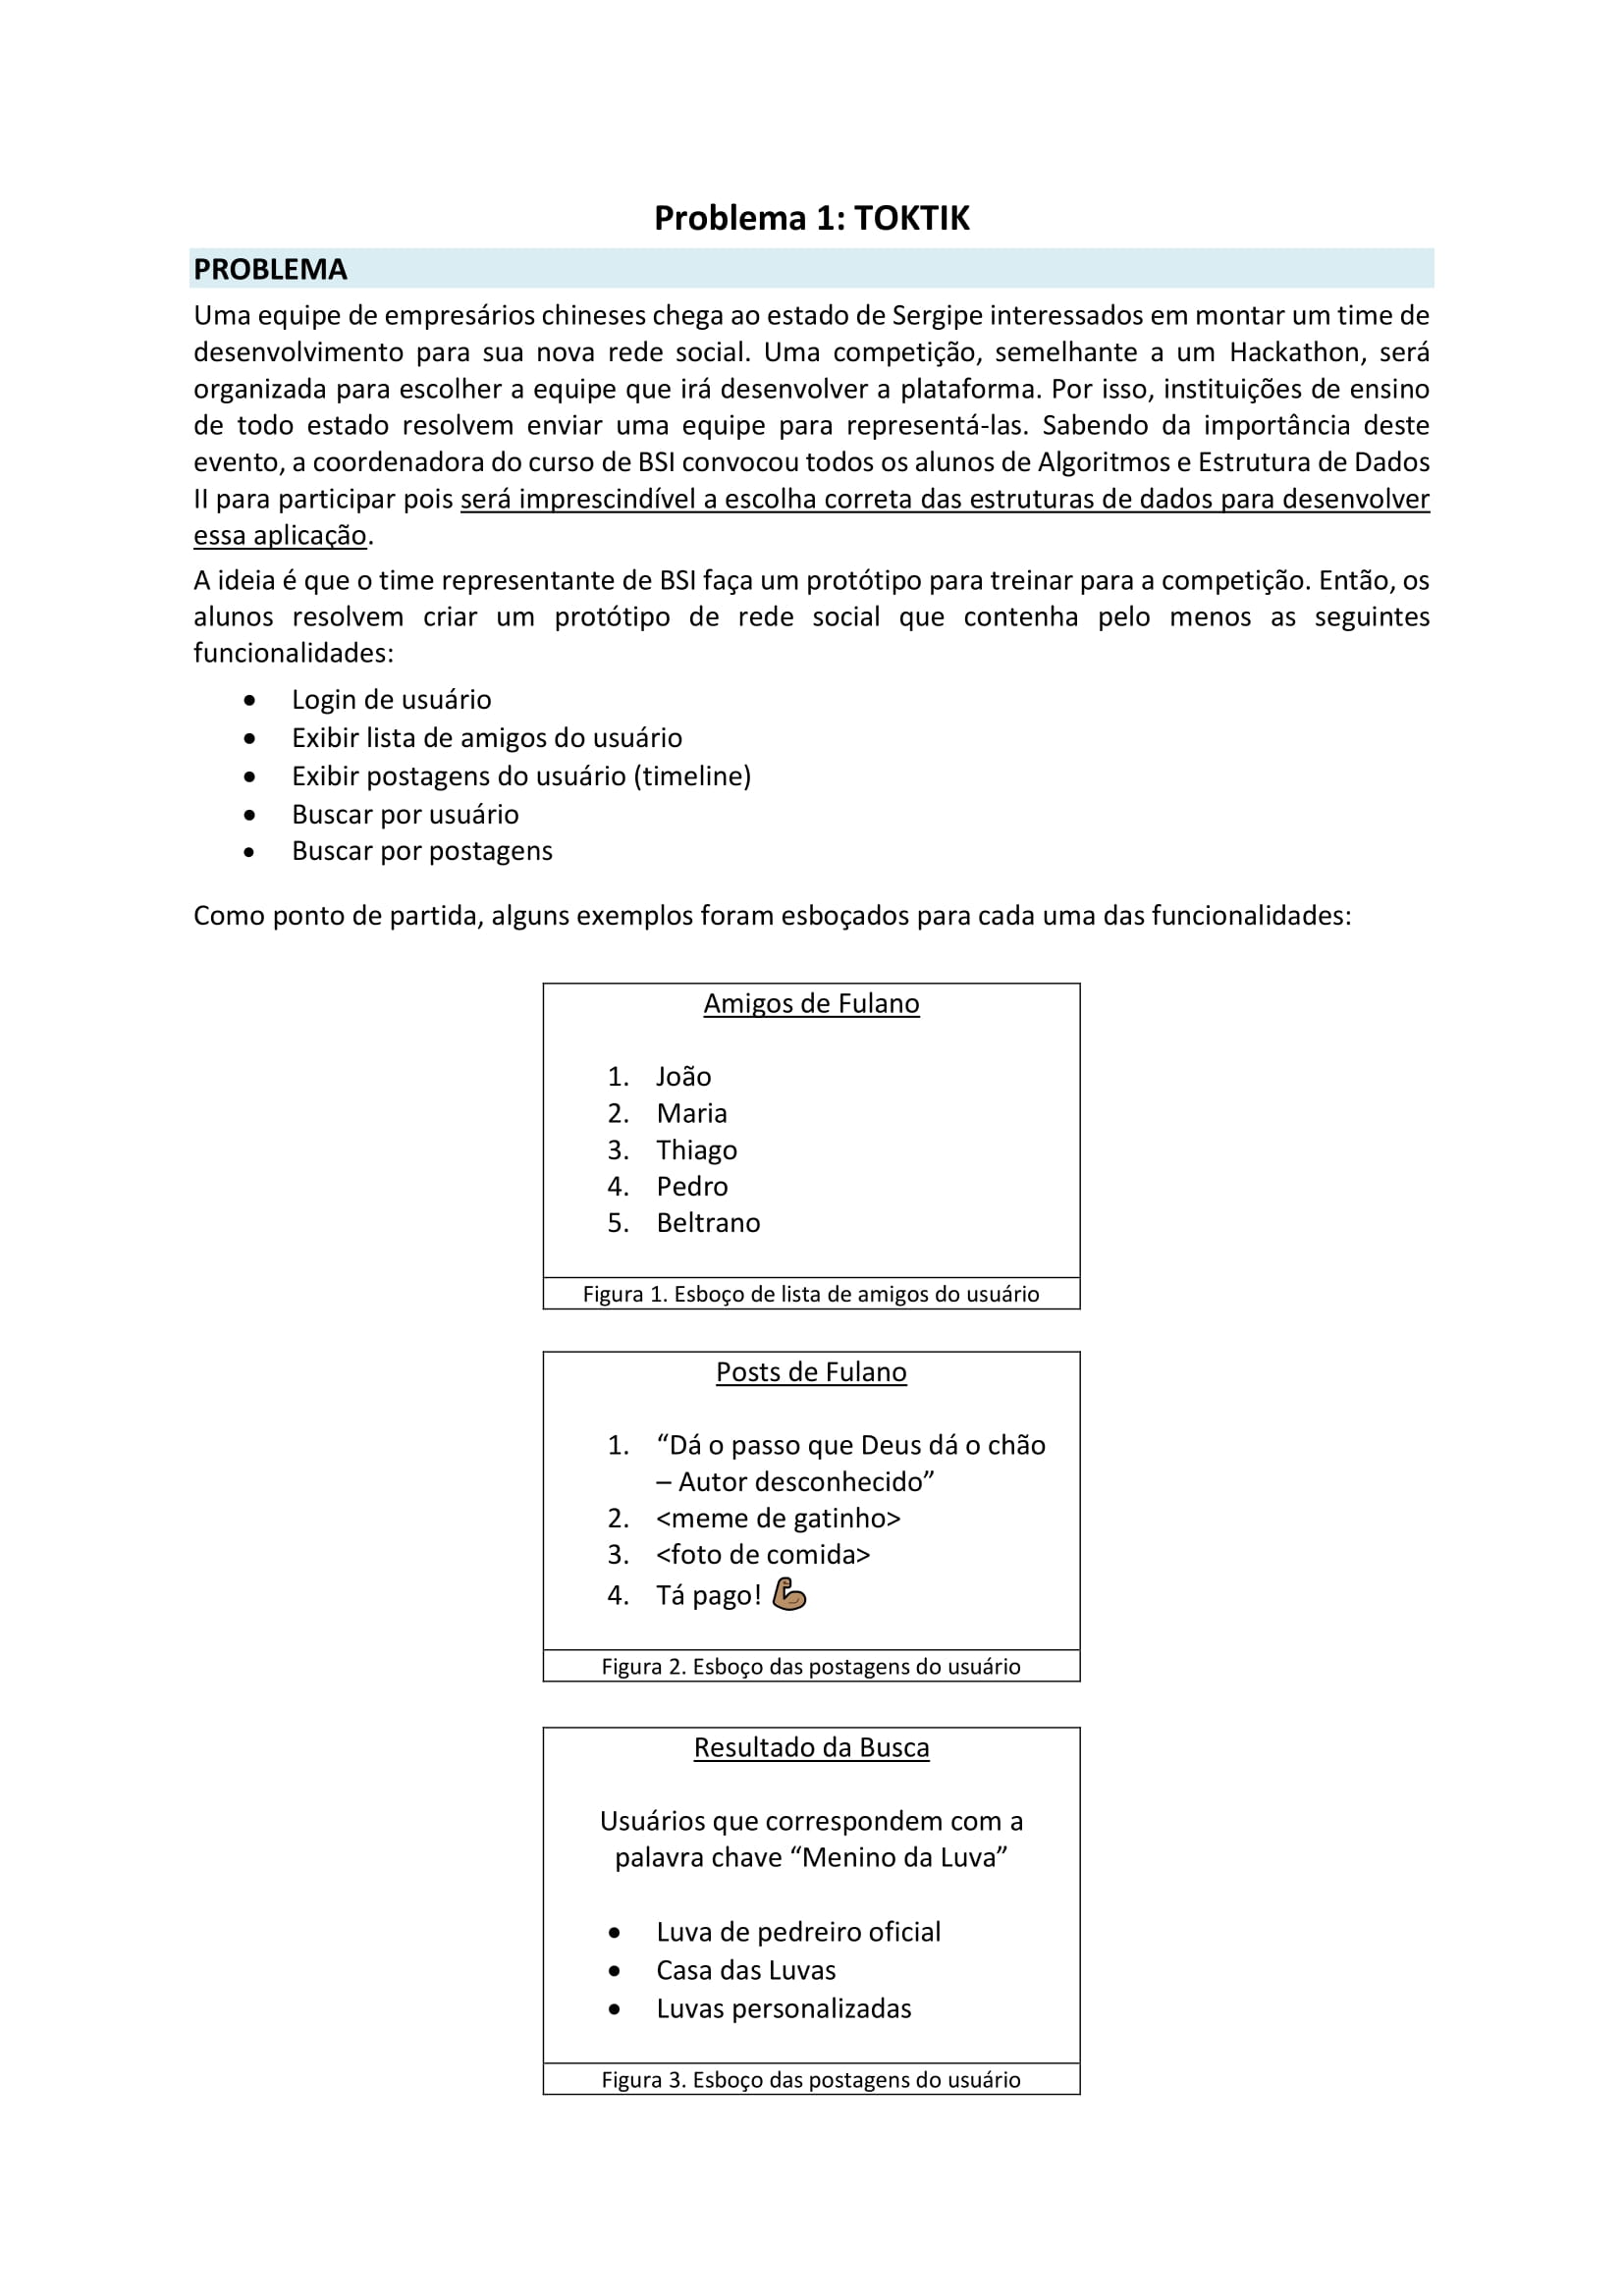 Problema 1: TOKTIK
PROBLEMA
Uma equipe de empresários chineses chega ao estado de Sergipe interessados em montar um time de
desenvolvimento para sua nova rede social. Uma competição, semelhante a um Hackathon, será
organizada para escolher a equipe que irá desenvolver a plataforma. Por isso, instituições de ensino
de todo estado resolvem enviar uma equipe para representá-las. Sabendo da importância deste
evento, a coordenadora do curso de BSI convocou todos os alunos de Algoritmos e Estrutura de Dados
II para participar pois será imprescindível a escolha correta das estruturas de dados para desenvolver
essa aplicação.
A ideia é que o time representante de BSI faça um protótipo para treinar para a competição. Então, os
alunos resolvem criar um protótipo de rede social que contenha pelo menos as seguintes
funcionalidades:
• Login de usuário
• Exibir lista de amigos do usuário
• Exibir postagens do usuário (timeline)
• Buscar por usuário
• Buscar por postagens
Como ponto de partida, alguns exemplos foram esboçados para cada uma das funcionalidades:
Amigos de Fulano
1. João
2. Maria
3. Thiago
4. Pedro
5. Beltrano
Figura 1. Esboço de lista de amigos do usuário
Posts de Fulano
1. “Dá o passo que Deus dá o chão
– Autor desconhecido”
2. <meme de gatinho>
3. <foto de comida>
4. Tá pago! 💪🏽
Figura 2. Esboço das postagens do usuário
Resultado da Busca
Usuários que correspondem com a
palavra chave “Menino da Luva”
• Luva de pedreiro oficial
• Casa das Luvas
• Luvas personalizadas
Figura 3. Esboço das postagens do usuário